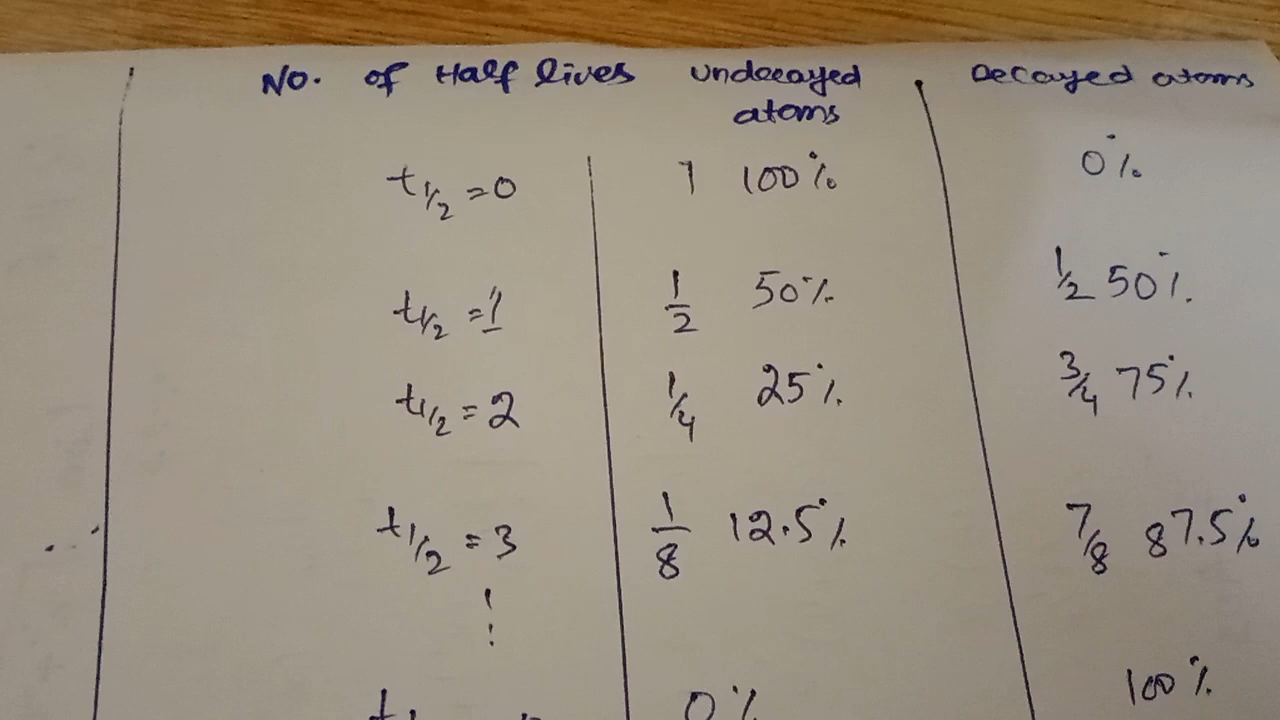 No. of Half lives undecayed atoms Decayed atoms
t1/2 = 0 1 100% 0%
t1/2 = 1 1/2 50% 1/2 50%
t1/2 = 2 1/4 25% 3/4 75%
t1/2 = 3 1/8 12.5% 7/8 87.5%
0% 100%